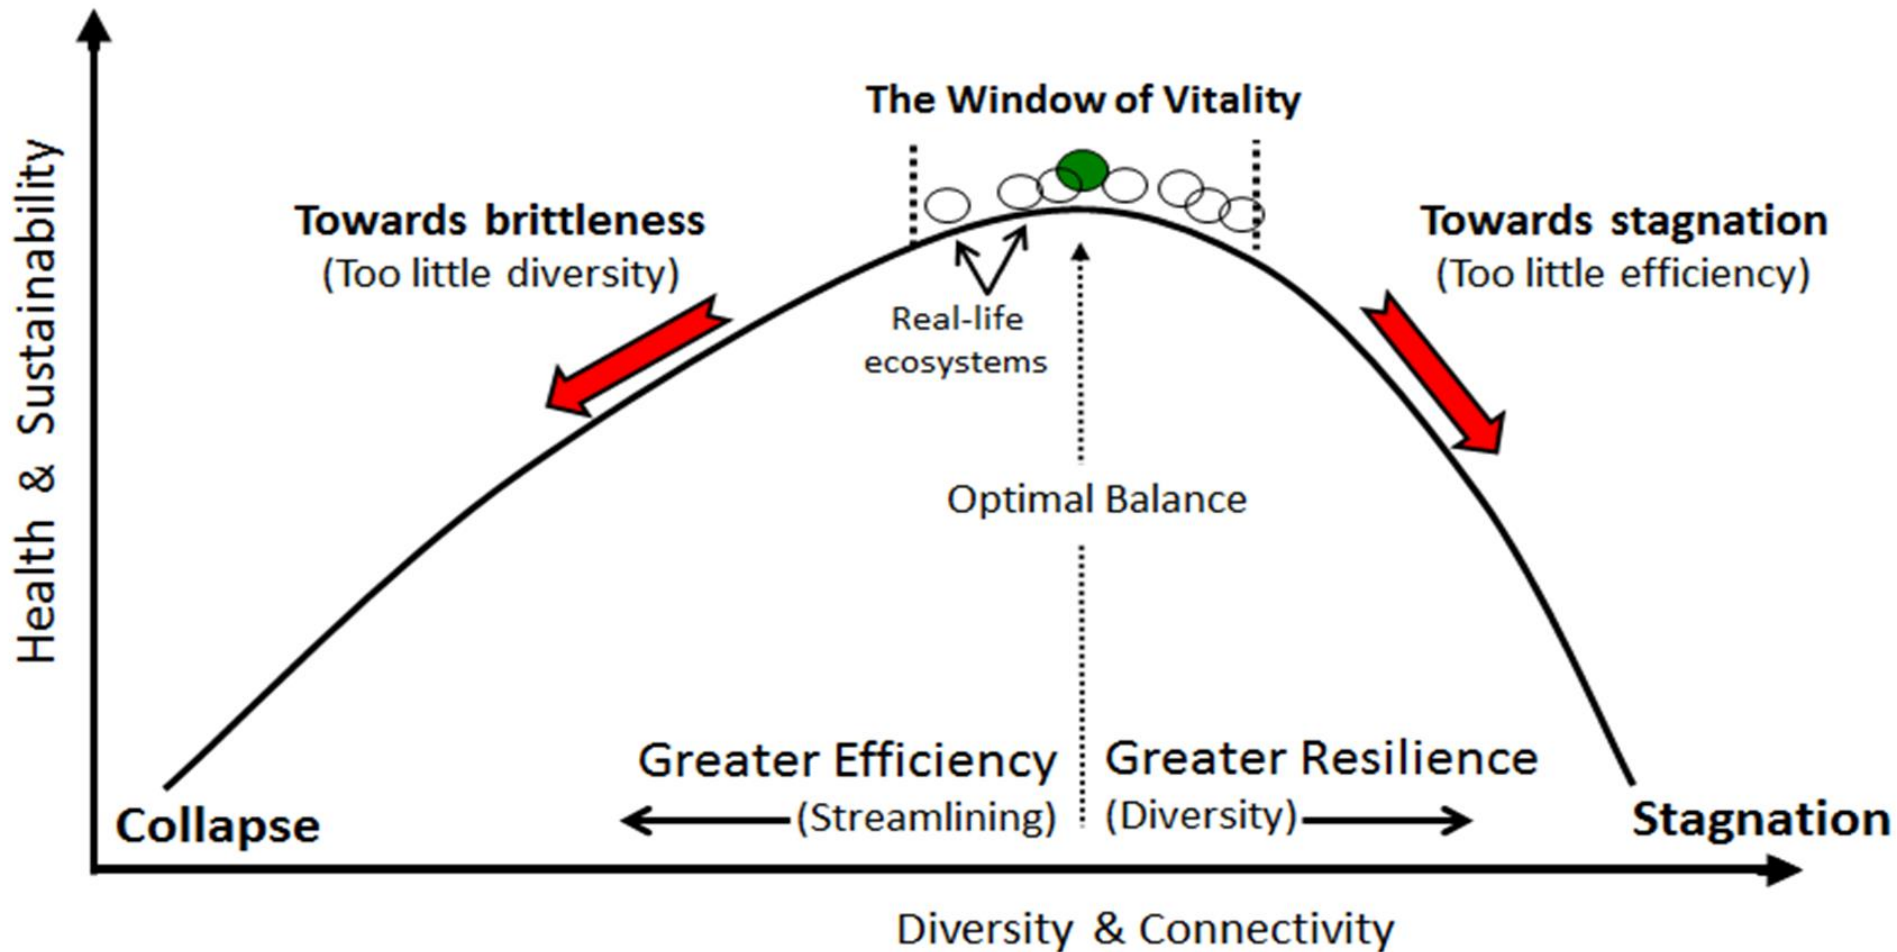 The Window of Vitality
Health & Sustainability
Towards brittleness
(Too little diversity)
Towards stagnation
(Too little efficiency)
Real-life
ecosystems
Optimal Balance
Greater Efficiency
(Streamlining)
Greater Resilience
(Diversity)
Collapse
Stagnation
Diversity & Connectivity